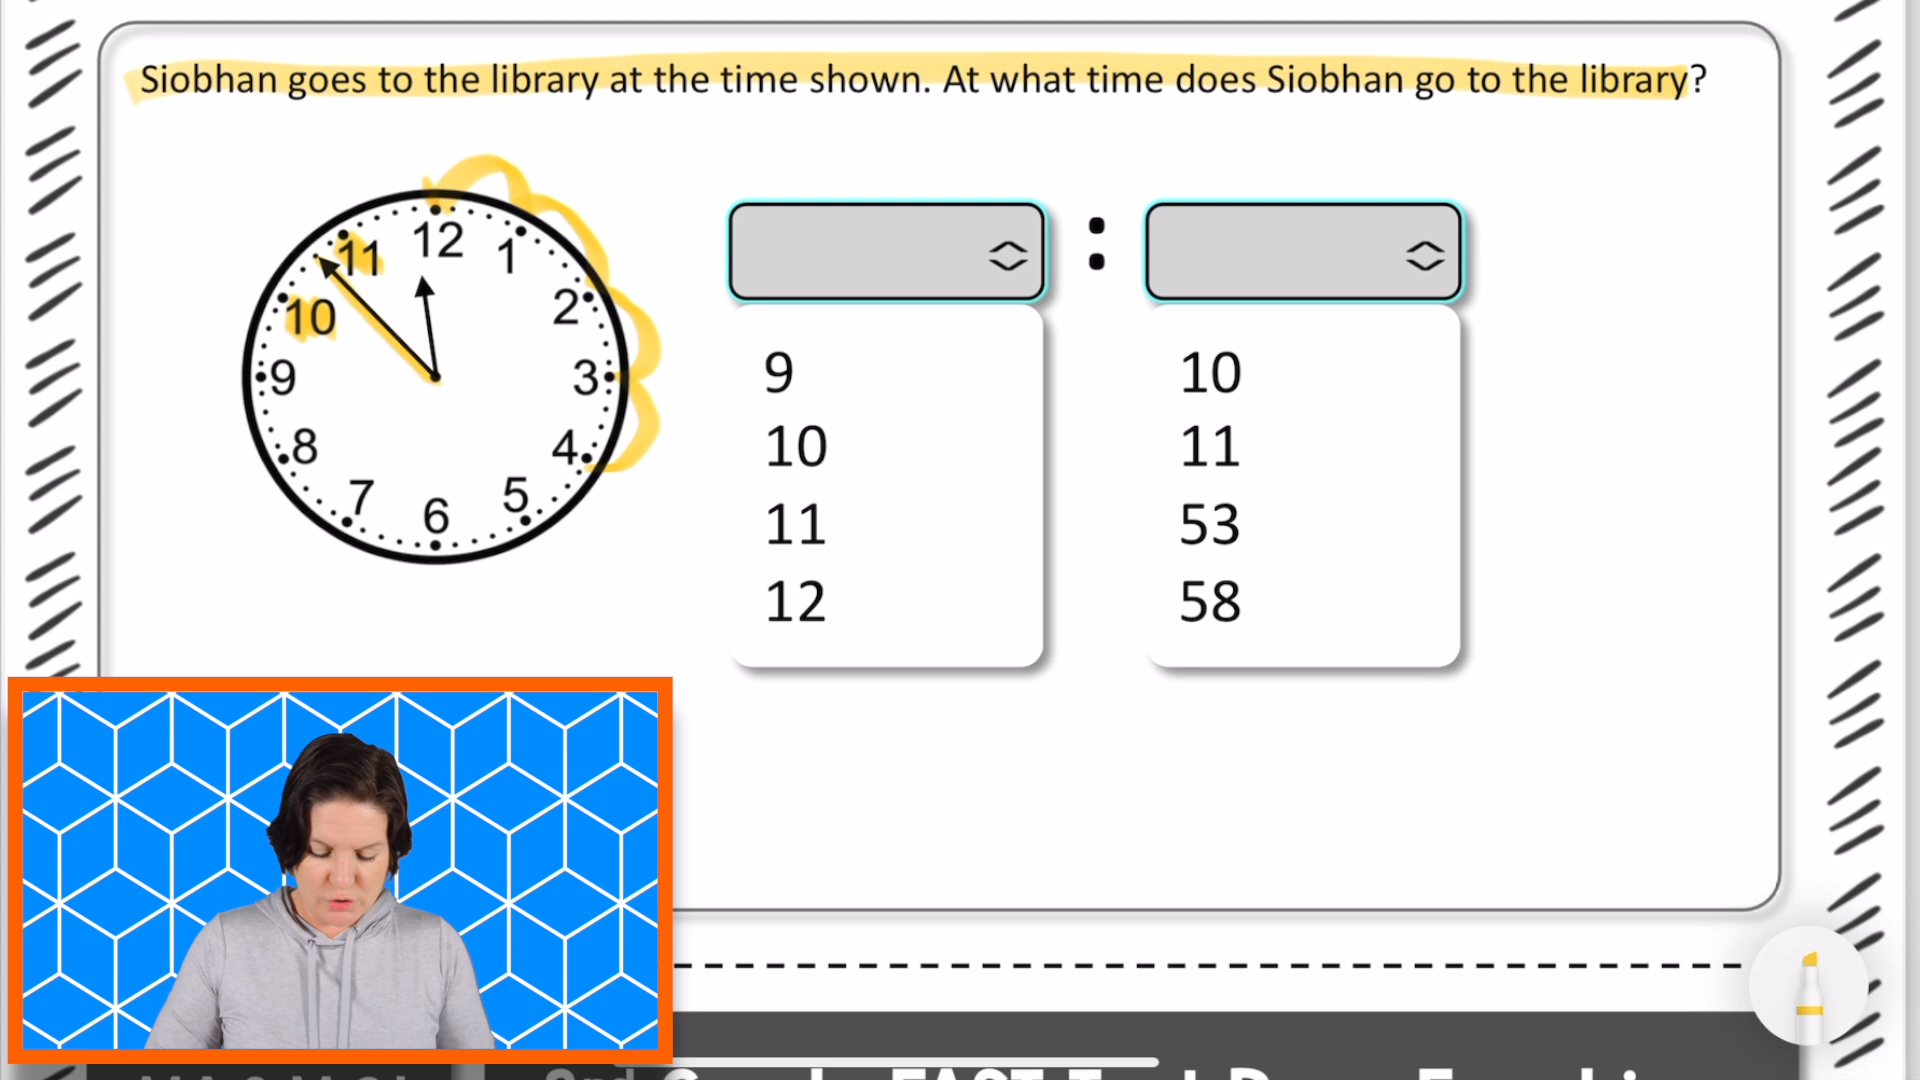 Siobhan goes to the library at the time shown. At what time does Siobhan go to the library?
11 12 1
10 2
9 3
8 4
7 6 5
:
9 10
10 11
11 53
12 58